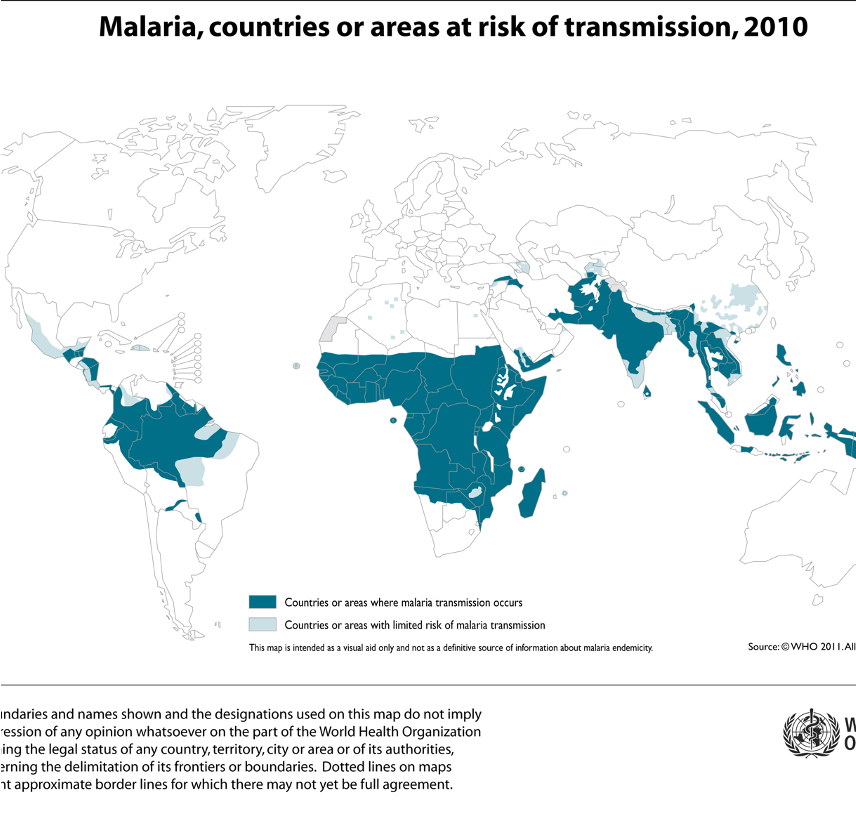 Malaria, countries or areas at risk of transmission, 2010
Countries or areas where malaria transmission occurs
Countries or areas with limited risk of malaria transmission
This map is intended as a visual aid only and not as a definitive source of information about malaria endemicity.
Source: © WHO 2011. All
undaries and names shown and the designations used on this map do not imply
ression of any opinion whatsoever on the part of the World Health Organization
ing the legal status of any country, territory, city or area or of its authorities,
erning the delimitation of its frontiers or boundaries. Dotted lines on maps
nt approximate border lines for which there may not yet be full agreement.
W
O